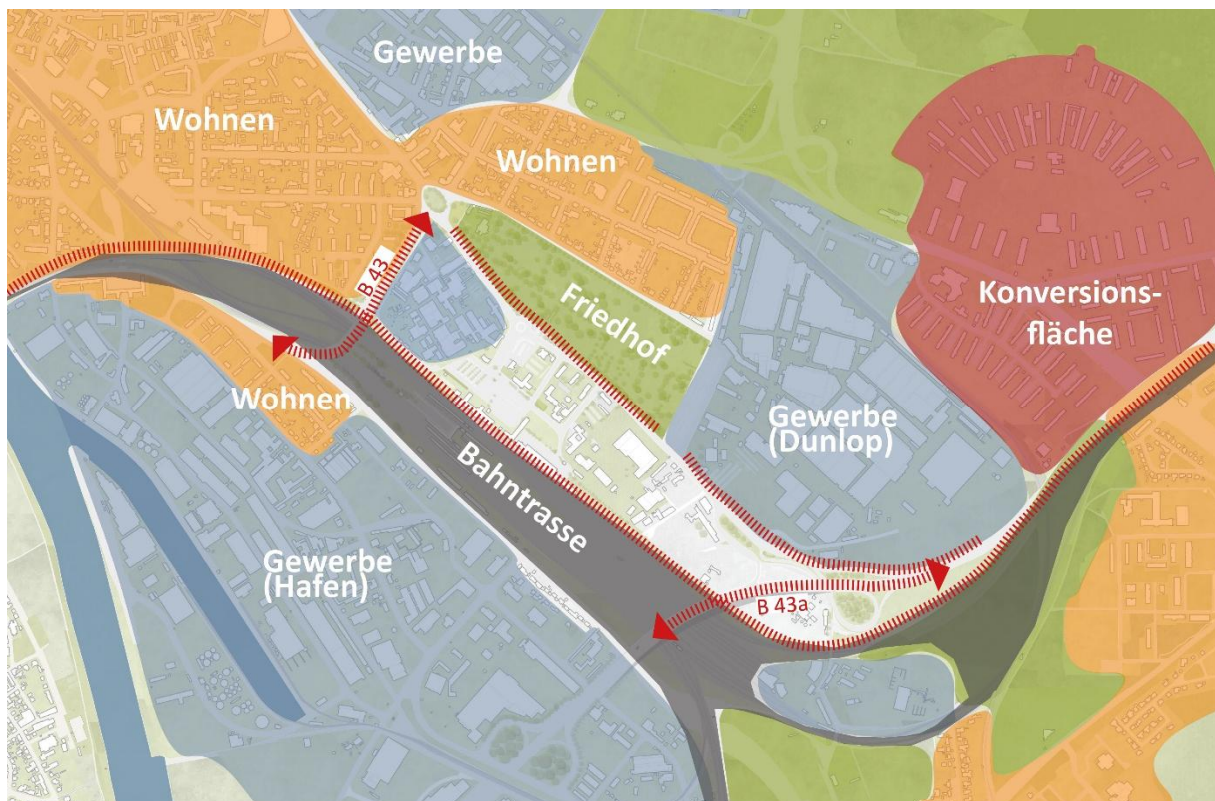 Gewerbe
Wohnen
Wohnen
B 43
Friedhof
Konversions-
fläche
Wohnen
Gewerbe
(Dunlop)
Bahntrasse
Gewerbe
(Hafen)
B 43a